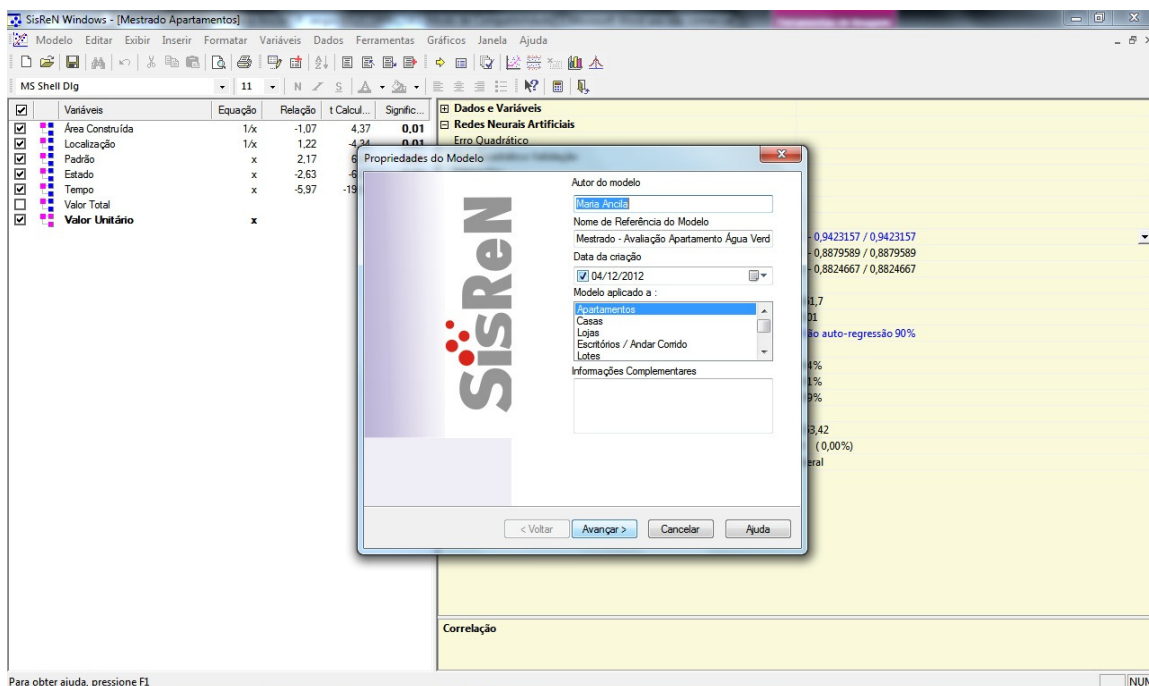 SisReN Windows - [Mestrado Apartamentos]
Modelo Editar Exibir Inserir Formatar Variáveis Dados Ferramentas Gráficos Janela Ajuda
MS Shell Dlg 11 N I S A
Variáveis Equação Relação t Calcul... Signific...
Área Construída 1/x -1,07 4,37 0,01
Localização 1/x 1,22 -4,34 0,01
Padrão x 2,17
Estado x -2,63
Tempo x -5,97
Valor Total
Valor Unitário x
Dados e Variáveis
Redes Neurais Artificiais
Erro Quadrático
- 0,9423157 / 0,9423157
- 0,8879589 / 0,8879589
- 0,8824667 / 0,8824667
ão auto-regressão 90%
(0,00%)
Correlação
Propriedades do Modelo
SisReN
Autor do modelo
Maria Ancila
Nome de Referência do Modelo
Mestrado - Avaliação Apartamento Água Verd
Data da criação
04/12/2012
Modelo aplicado a :
Apartamentos
Casas
Lojas
Escritórios / Andar Corrido
Lotes
Informações Complementares
< Voltar Avançar > Cancelar Ajuda
Para obter ajuda, pressione F1
NUM